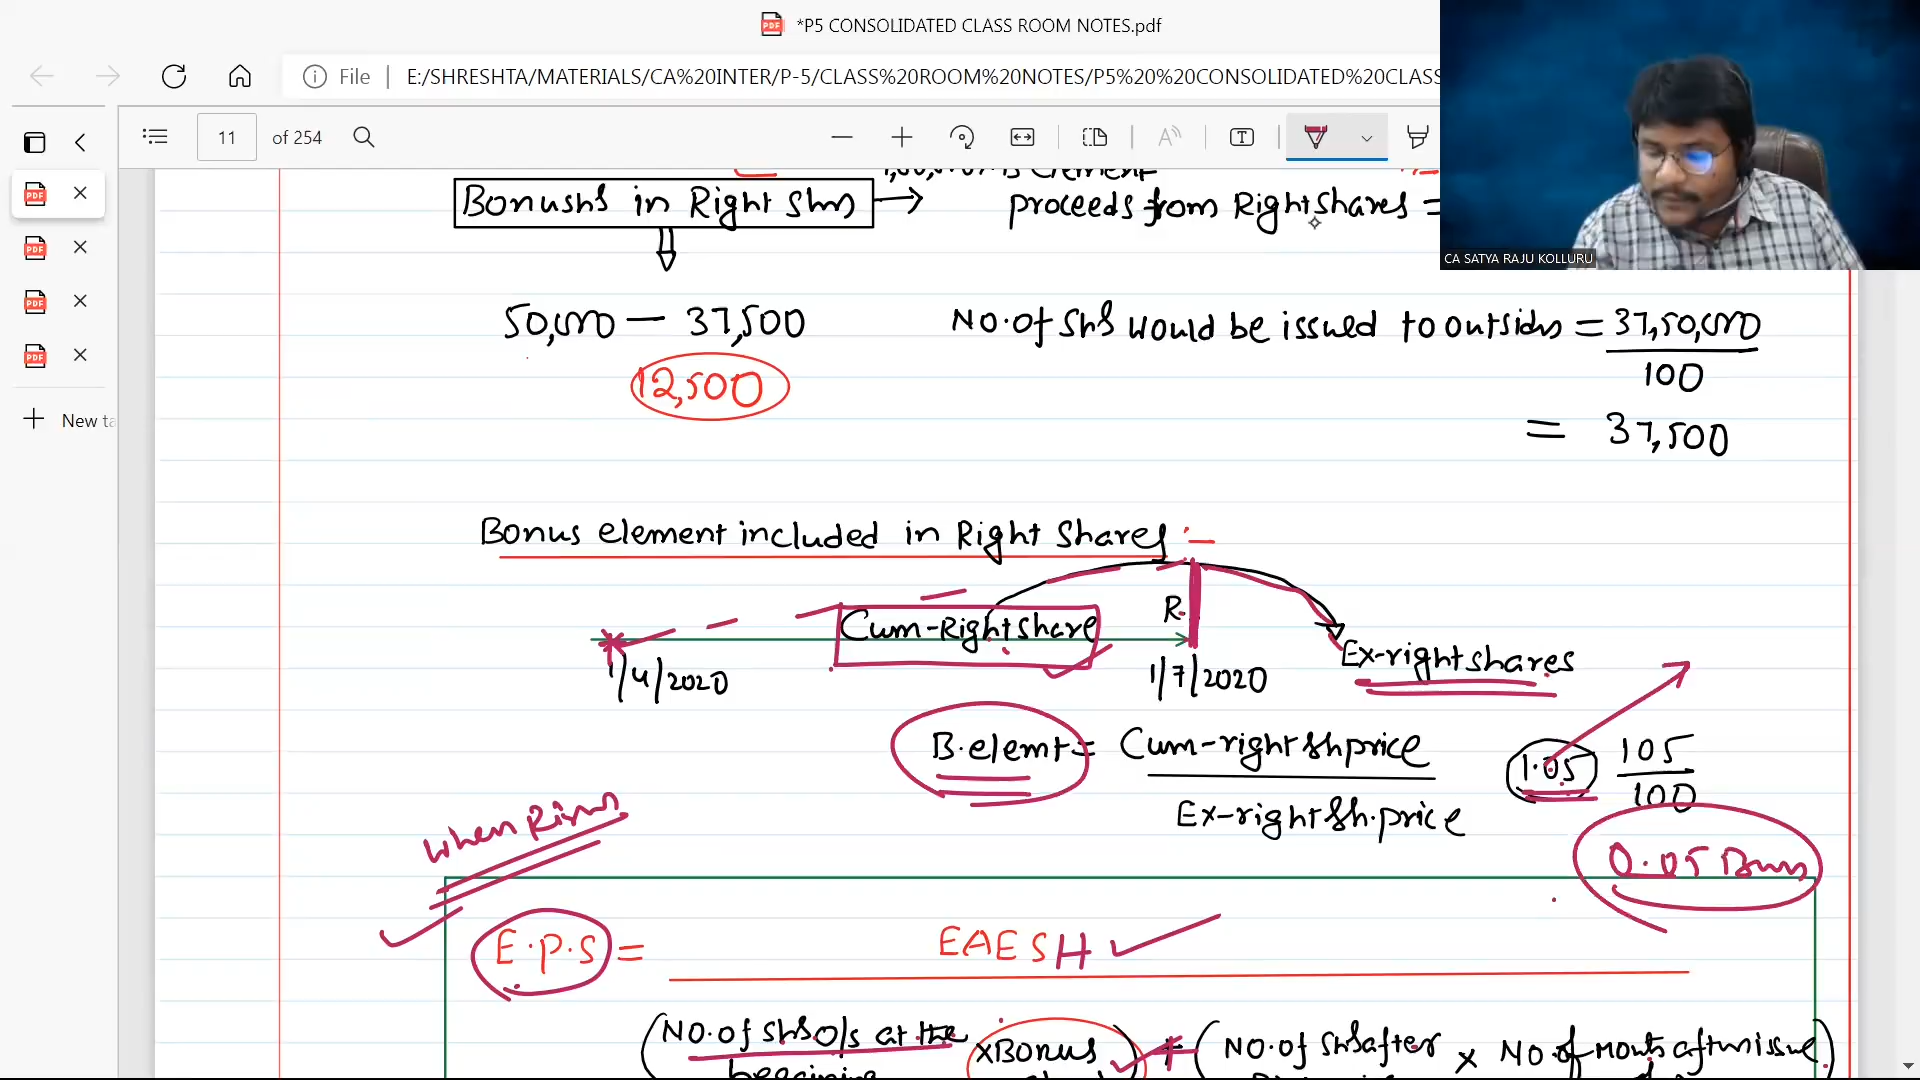 *P5 CONSOLIDATED CLASS ROOM NOTES.pdf
File
E:/SHRESHTA/MATERIALS/CA%20INTER/P-5/CLASS%20ROOM%20NOTES/P5%20%20CONSOLIDATED%20CLASS
11 of 254
New ta
CA SATYA RAJU KOLLURU
Bonus in Right
proceeds from Right Shares =
50,000 — 37,500
12,500
No. of Shs would be issued to outsiders = 37,50,000
100
= 37,500
Bonus element included in Right Shares :-
Cum-Right share
R.
Ex-right shares
1/4/2020
1/7/2020
B. elemt = Cum-right sh price
Ex-right sh. price
1.05
105
100
0.05
when
E.P.S =
EAESH
(No. of Shs o/s at the
x Bonus
) + (No. of Shs after x No. of Months after issue)